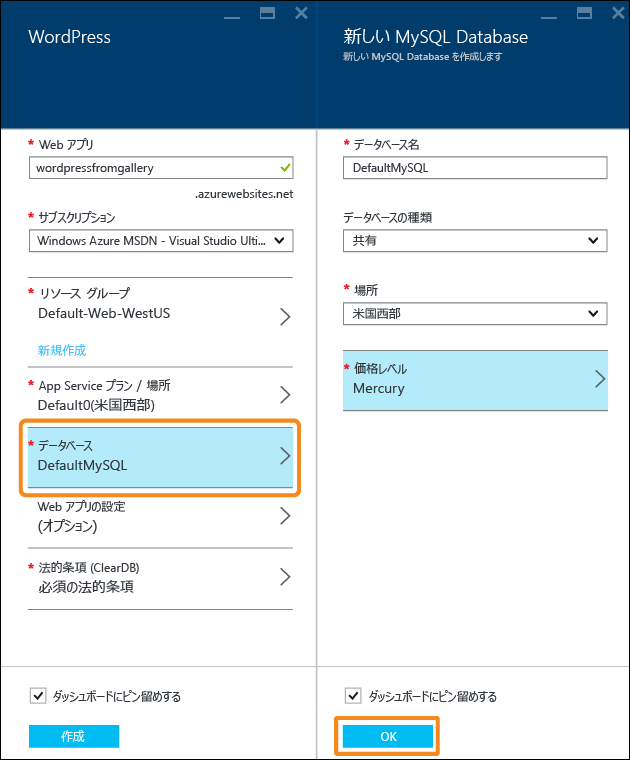 WordPress
* Web アプリ
wordpressfromgallery
.azurewebsites.net
* サブスクリプション
Windows Azure MSDN - Visual Studio Ulti...
* リソース グループ
Default-Web-WestUS
新規作成
* App Service プラン / 場所
Default0(米国西部)
* データベース
DefaultMySQL
Web アプリの設定
(オプション)
* 法的条項 (ClearDB)
必須の法的条項
ダッシュボードにピン留めする
作成
新しい MySQL Database
新しい MySQL Database を作成します
* データベース名
DefaultMySQL
データベースの種類
共有
* 場所
米国西部
* 価格レベル
Mercury
ダッシュボードにピン留めする
OK